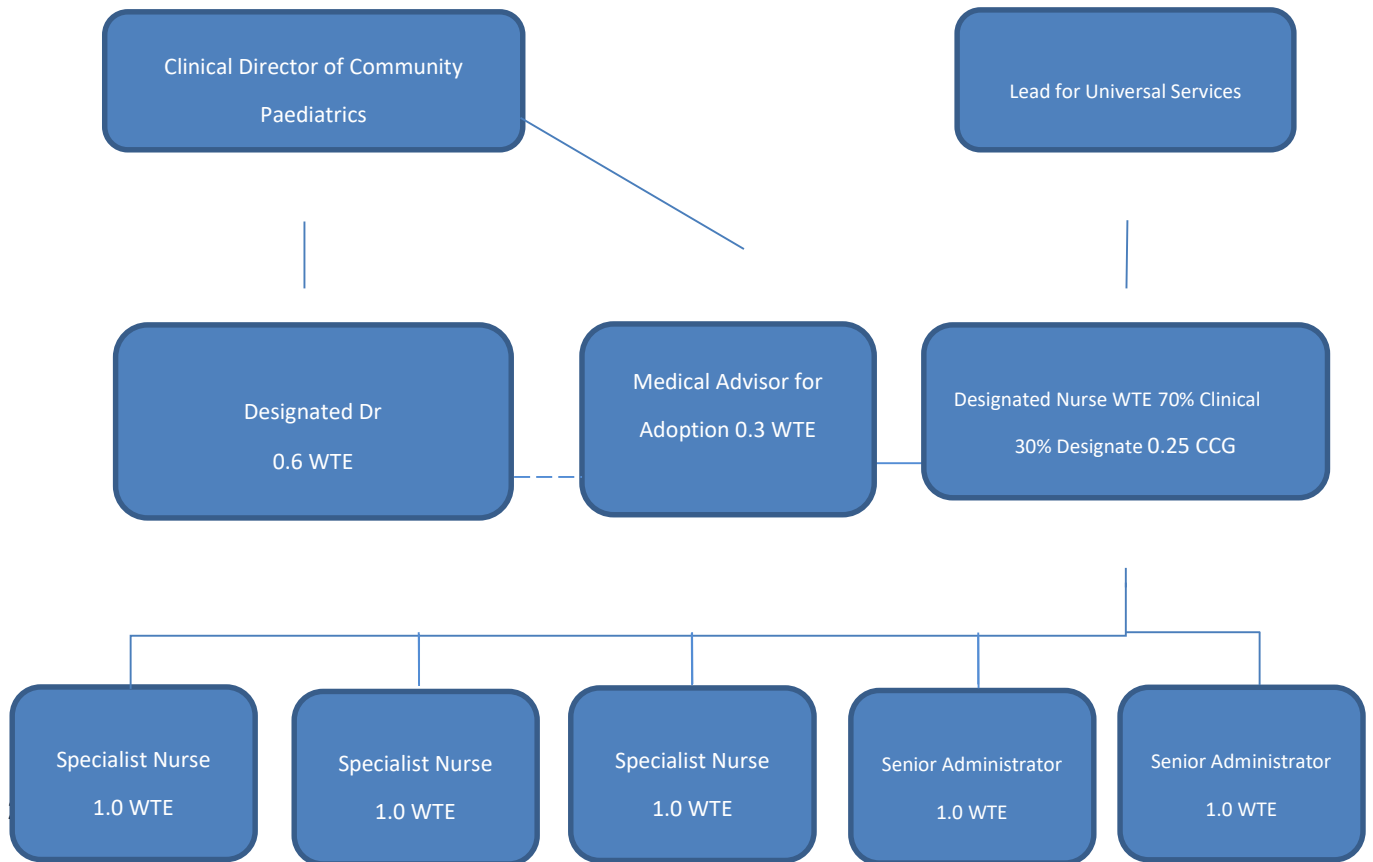 Clinical Director of Community
Paediatrics
Lead for Universal Services
Designated Dr
0.6 WTE
Medical Advisor for
Adoption 0.3 WTE
Designated Nurse WTE 70% Clinical
30% Designate 0.25 CCG
Specialist Nurse
1.0 WTE
Specialist Nurse
1.0 WTE
Specialist Nurse
1.0 WTE
Senior Administrator
1.0 WTE
Senior Administrator
1.0 WTE